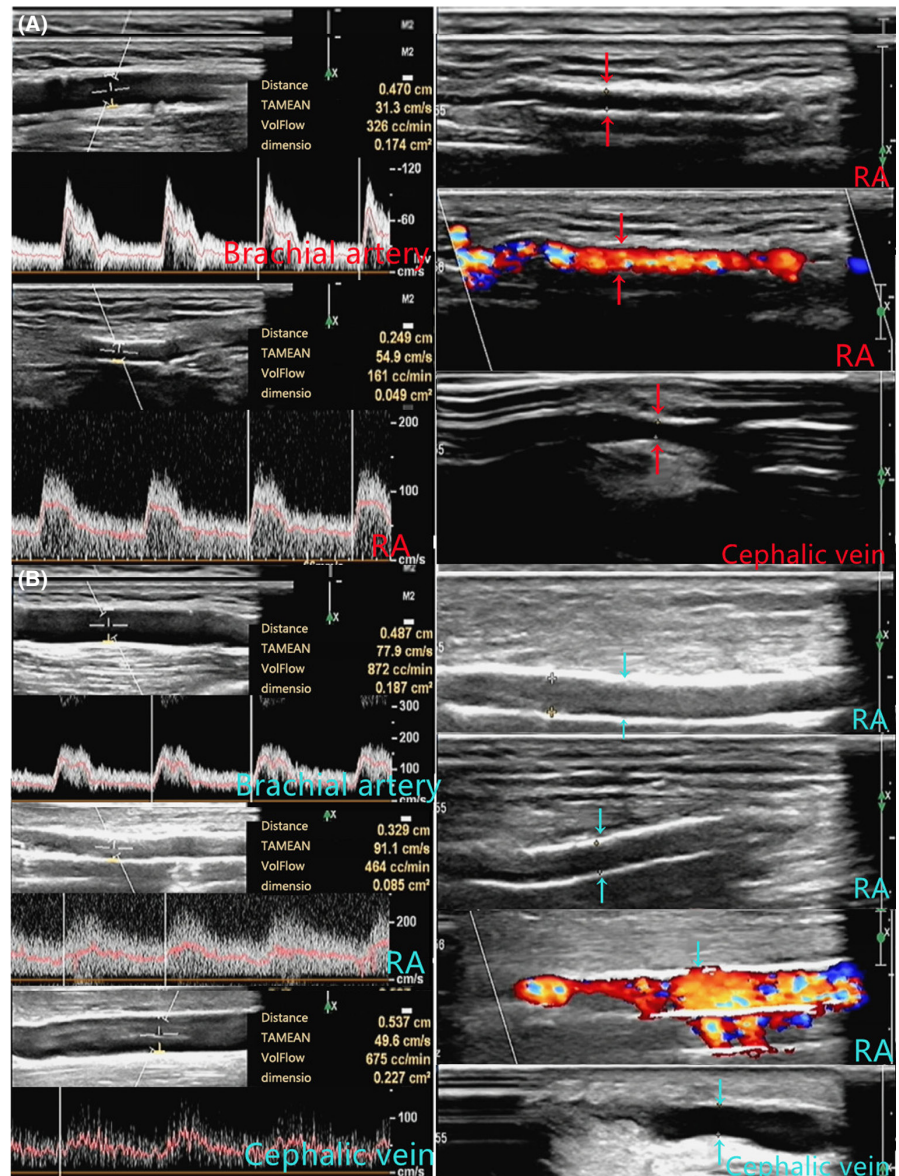 (A)
M2
M2
X
Distance 0.470 cm
TAMEAN 31.3 cm/s
VolFlow 326 cc/min
dimensio 0.174 cm²
-120
-60
cm/s
Brachial artery
M2
X
Distance 0.249 cm
TAMEAN 54.9 cm/s
VolFlow 161 cc/min
dimensio 0.049 cm²
-200
-100
-cm/s
RA
55
X
RA
RA
X
Cephalic vein
(B)
M2
X
Distance 0.487 cm
TAMEAN 77.9 cm/s
VolFlow 872 cc/min
dimensio 0.187 cm²
-300
-200
-100
cm/s
Brachial artery
X
Distance 0.329 cm
TAMEAN 91.1 cm/s
VolFlow 464 cc/min
dimensio 0.085 cm²
-200
cm/s
RA
X
Distance 0.537 cm
TAMEAN 49.6 cm/s
VolFlow 675 cc/min
dimensio 0.227 cm²
-100
cm/s
Cephalic vein
X
RA
55
X
RA
X
RA
55
Cephalic vein